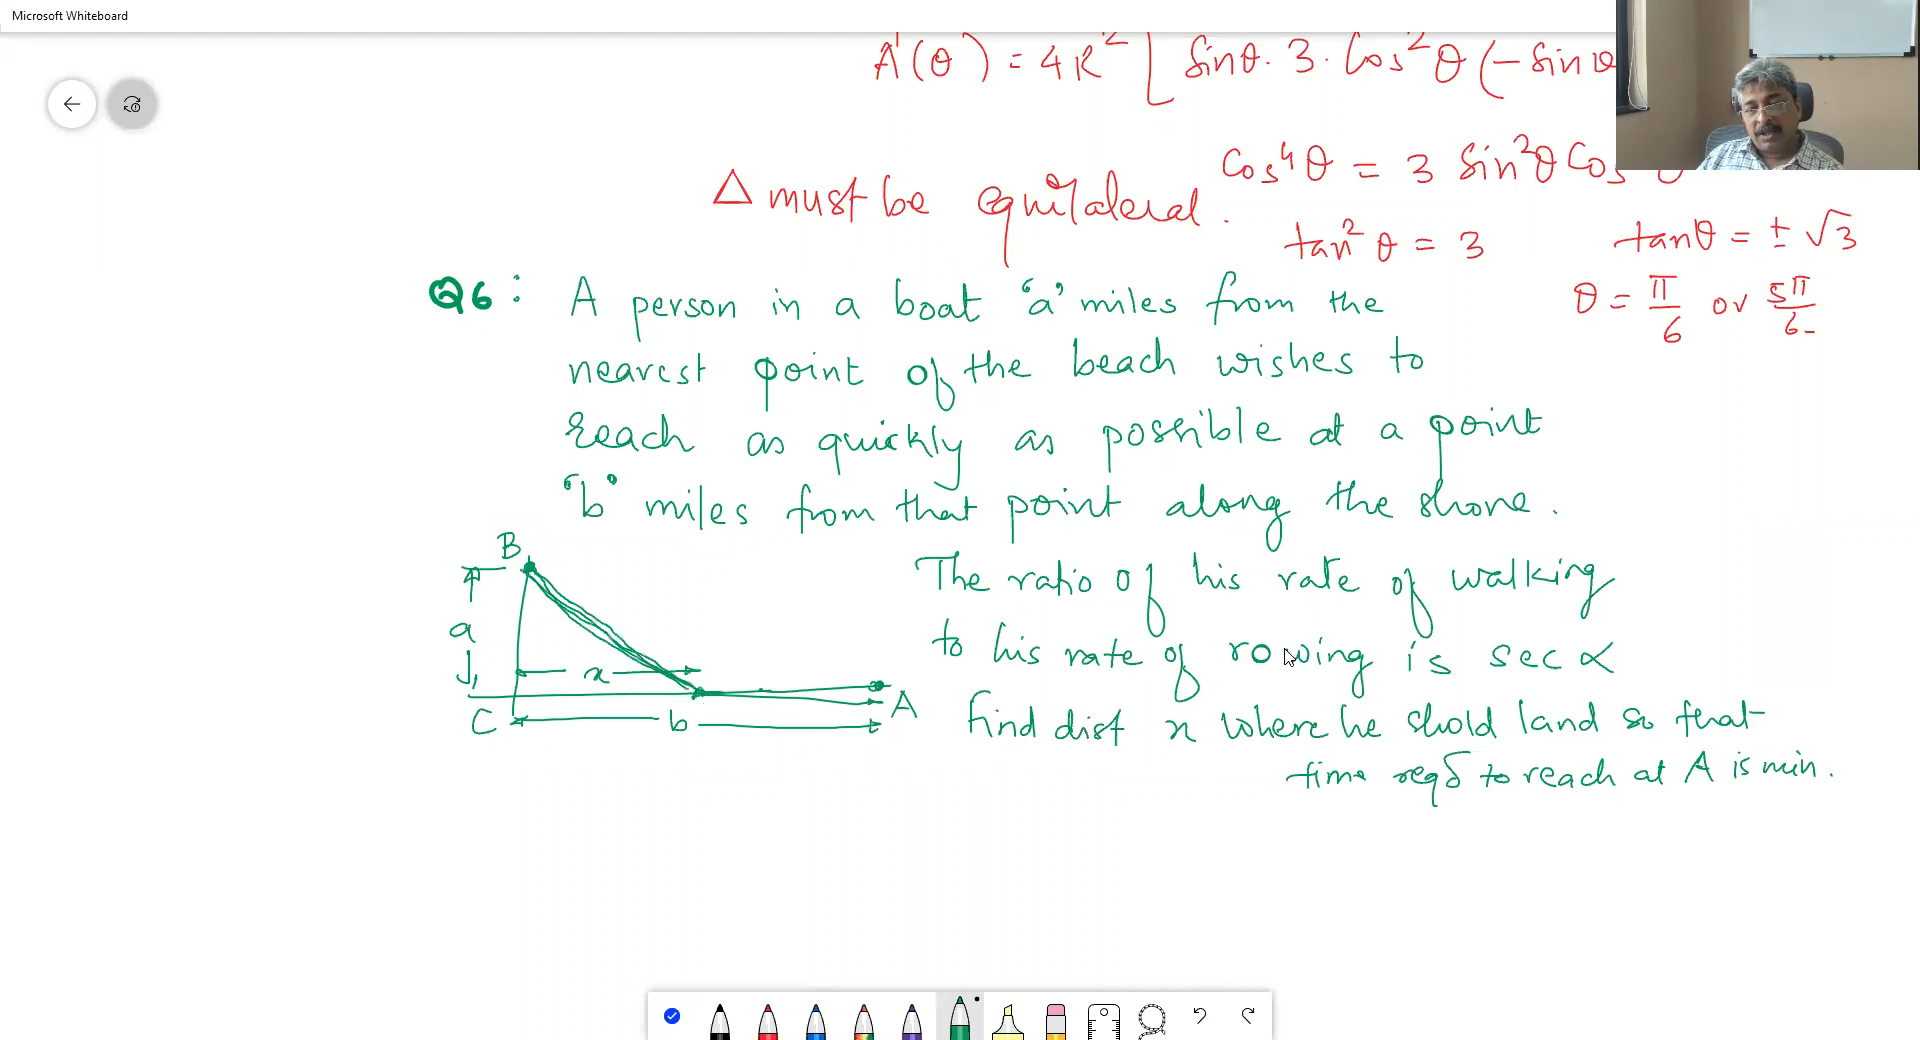 Microsoft Whiteboard
A'(θ) = 4R² [ Sinθ. 3. Cos²θ (- Sinθ
Cos⁴θ = 3 Sin²θ Cos
Δ must be equilateral.
tan²θ = 3
tanθ = ± √3
θ = π/6 or 5π/6
Q6: A person in a boat 'a' miles from the
nearest point of the beach wishes to
reach as quickly as possible at a point
"b" miles from that point along the shore.
The ratio of his rate of walking
to his rate of rowing is sec α
Find dist x where he shold land so that
time reqd to reach at A is min.
B
a
x
C
b
A